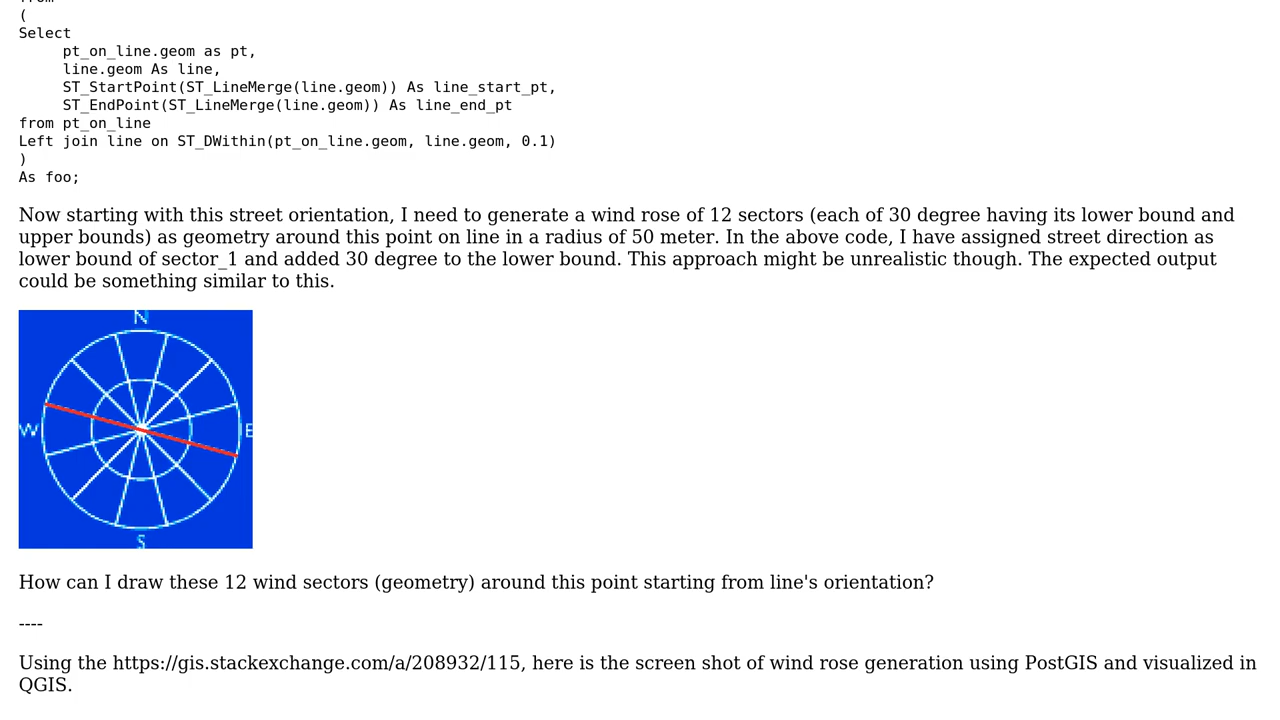 (
Select
pt_on_line.geom as pt,
line.geom As line,
ST_StartPoint(ST_LineMerge(line.geom)) As line_start_pt,
ST_EndPoint(ST_LineMerge(line.geom)) As line_end_pt
from pt_on_line
Left join line on ST_DWithin(pt_on_line.geom, line.geom, 0.1)
)
As foo;
Now starting with this street orientation, I need to generate a wind rose of 12 sectors (each of 30 degree having its lower bound and
upper bounds) as geometry around this point on line in a radius of 50 meter. In the above code, I have assigned street direction as
lower bound of sector_1 and added 30 degree to the lower bound. This approach might be unrealistic though. The expected output
could be something similar to this.
N
W
E
S
How can I draw these 12 wind sectors (geometry) around this point starting from line's orientation?
----
Using the https://gis.stackexchange.com/a/208932/115, here is the screen shot of wind rose generation using PostGIS and visualized in
QGIS.